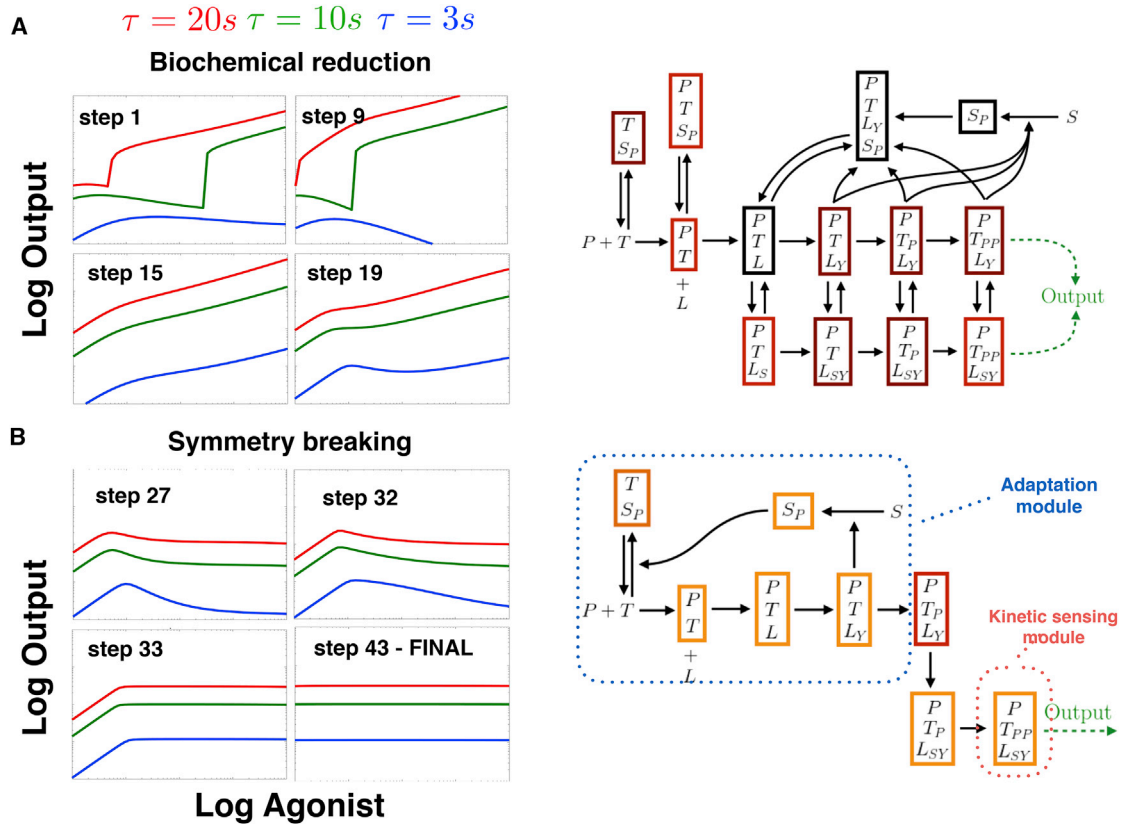 A
τ = 20s τ = 10s τ = 3s
Biochemical reduction
step 1
step 9
step 15
step 19
Log Output
P
T
S_P
T
S_P
P
T
L_Y
S_P
S_P
S
P + T
P
T
+
L
P
T
L
P
T
L_Y
P
T_P
L_Y
P
T_PP
L_Y
Output
P
T
L_S
P
T
L_SY
P
T_P
L_SY
P
T_PP
L_SY
B
Symmetry breaking
step 27
step 32
step 33
step 43 - FINAL
Log Output
Log Agonist
T
S_P
S_P
S
Adaptation
module
P + T
P
T
+
L
P
T
L
P
T
L_Y
P
T_P
L_Y
Kinetic sensing
module
P
T_P
L_SY
P
T_PP
L_SY
Output